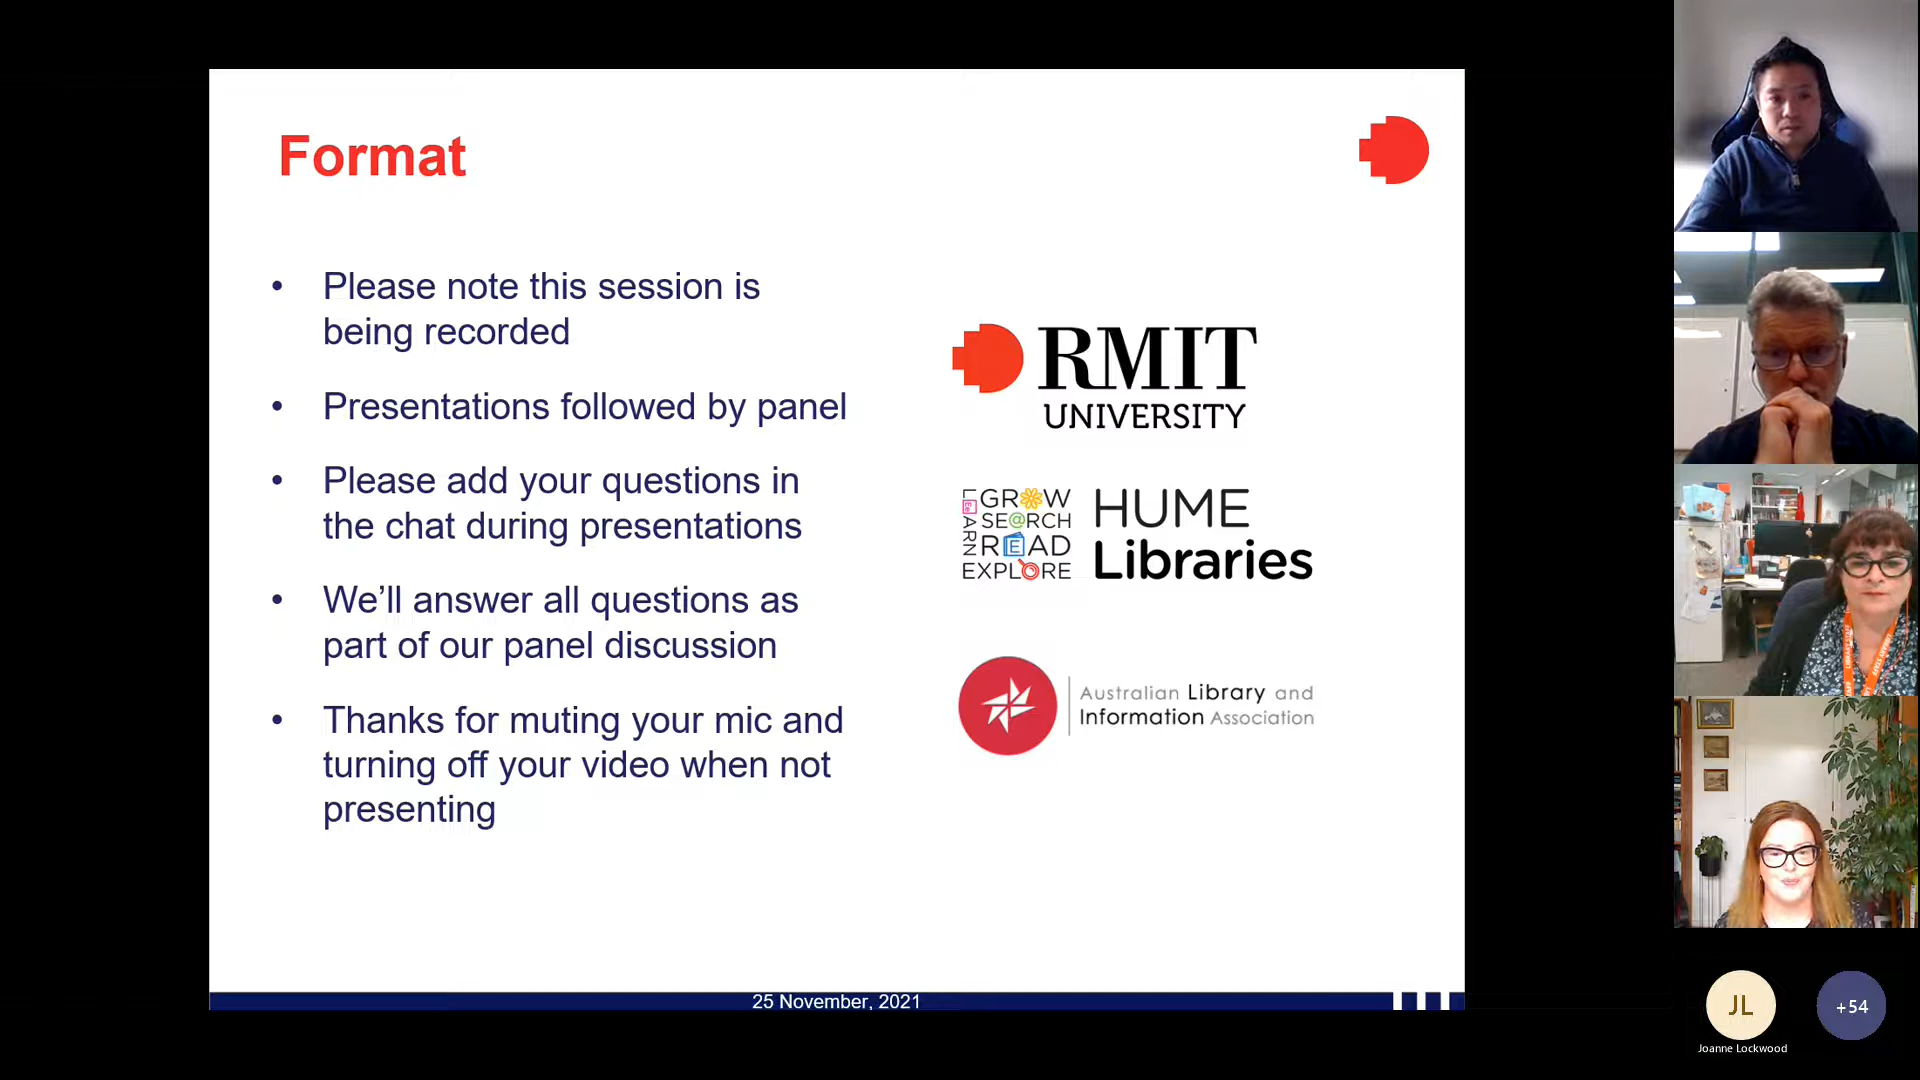 Format
• Please note this session is
being recorded
• Presentations followed by panel
• Please add your questions in
the chat during presentations
• We’ll answer all questions as
part of our panel discussion
• Thanks for muting your mic and
turning off your video when not
presenting
RMIT
UNIVERSITY
LEARN
GROW
SE@RCH
READ
EXPLORE
HUME
Libraries
Australian Library and
Information Association
25 November, 2021
JL
+54
Joanne Lockwood